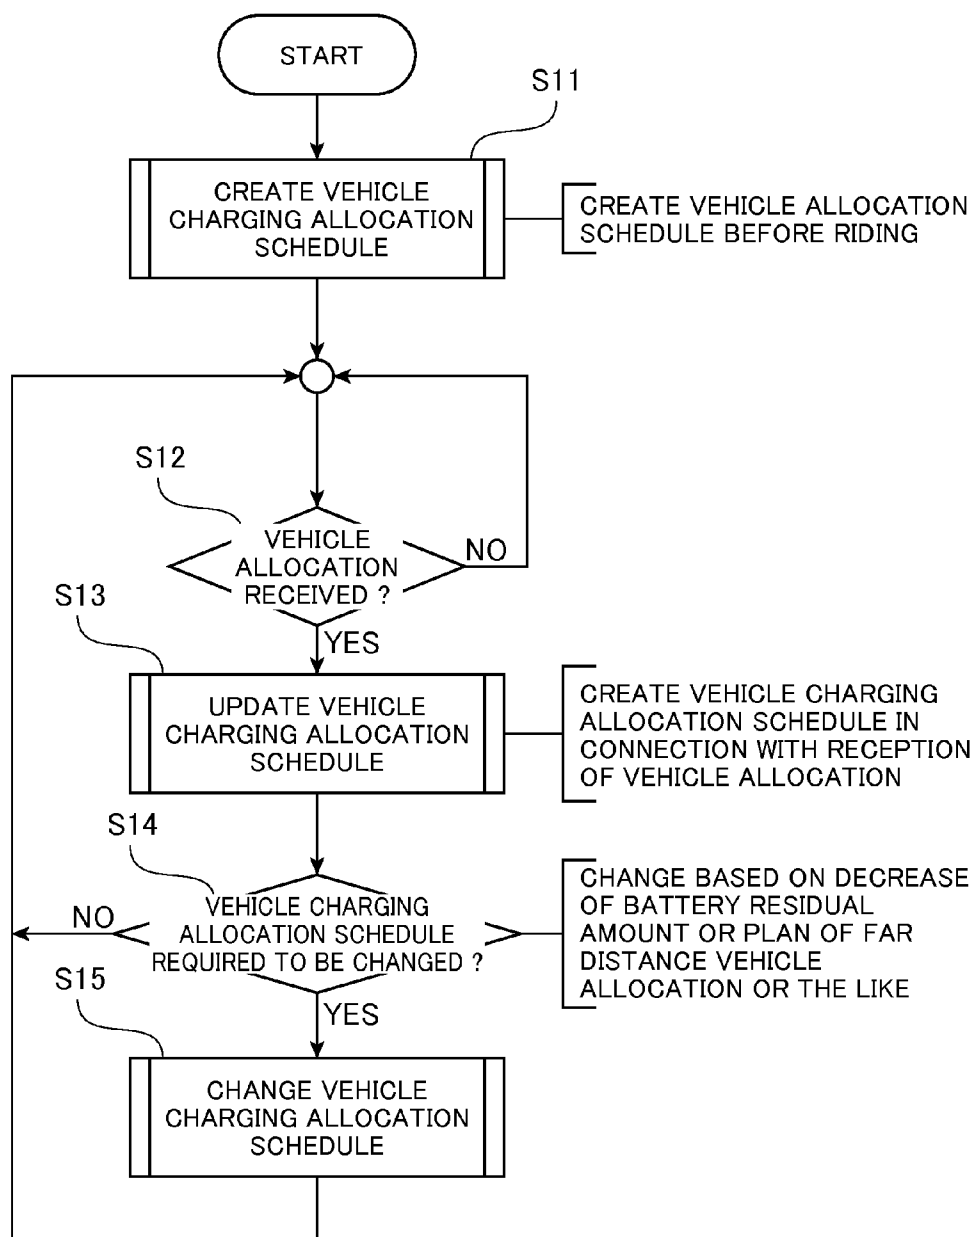 START
S11
CREATE VEHICLE
CHARGING ALLOCATION
SCHEDULE
CREATE VEHICLE ALLOCATION
SCHEDULE BEFORE RIDING
S12
VEHICLE
ALLOCATION
RECEIVED ?
NO
YES
S13
UPDATE VEHICLE
CHARGING ALLOCATION
SCHEDULE
CREATE VEHICLE CHARGING
ALLOCATION SCHEDULE IN
CONNECTION WITH RECEPTION
OF VEHICLE ALLOCATION
S14
VEHICLE CHARGING
ALLOCATION SCHEDULE
REQUIRED TO BE CHANGED ?
NO
YES
CHANGE BASED ON DECREASE
OF BATTERY RESIDUAL
AMOUNT OR PLAN OF FAR
DISTANCE VEHICLE
ALLOCATION OR THE LIKE
S15
CHANGE VEHICLE
CHARGING ALLOCATION
SCHEDULE